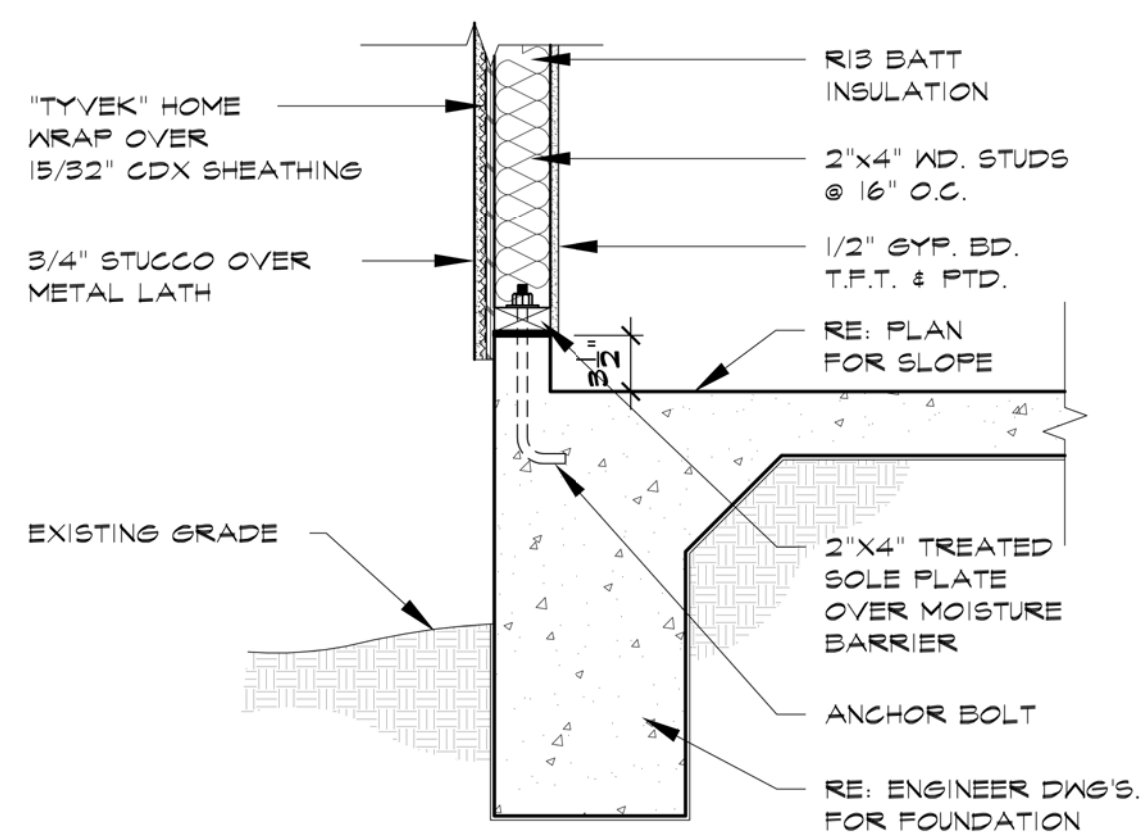 "TYVEK" HOME
WRAP OVER
15/32" CDX SHEATHING
3/4" STUCCO OVER
METAL LATH
EXISTING GRADE
3 1/2"
R13 BATT
INSULATION
2"x4" WD. STUDS
@ 16" O.C.
1/2" GYP. BD.
T.F.T. & PTD.
RE: PLAN
FOR SLOPE
2"X4" TREATED
SOLE PLATE
OVER MOISTURE
BARRIER
ANCHOR BOLT
RE: ENGINEER DWG'S.
FOR FOUNDATION